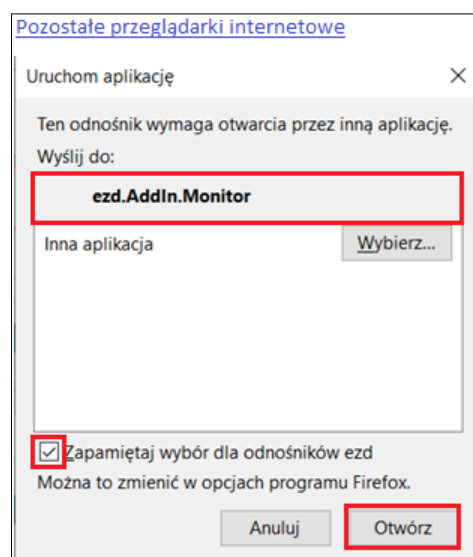 Pozostałe przeglądarki internetowe
Uruchom aplikację
Ten odnośnik wymaga otwarcia przez inną aplikację.
Wyślij do:
ezd.AddIn.Monitor
Inna aplikacja
Wybierz...
Zapamiętaj wybór dla odnośników ezd
Można to zmienić w opcjach programu Firefox.
Anuluj
Otwórz